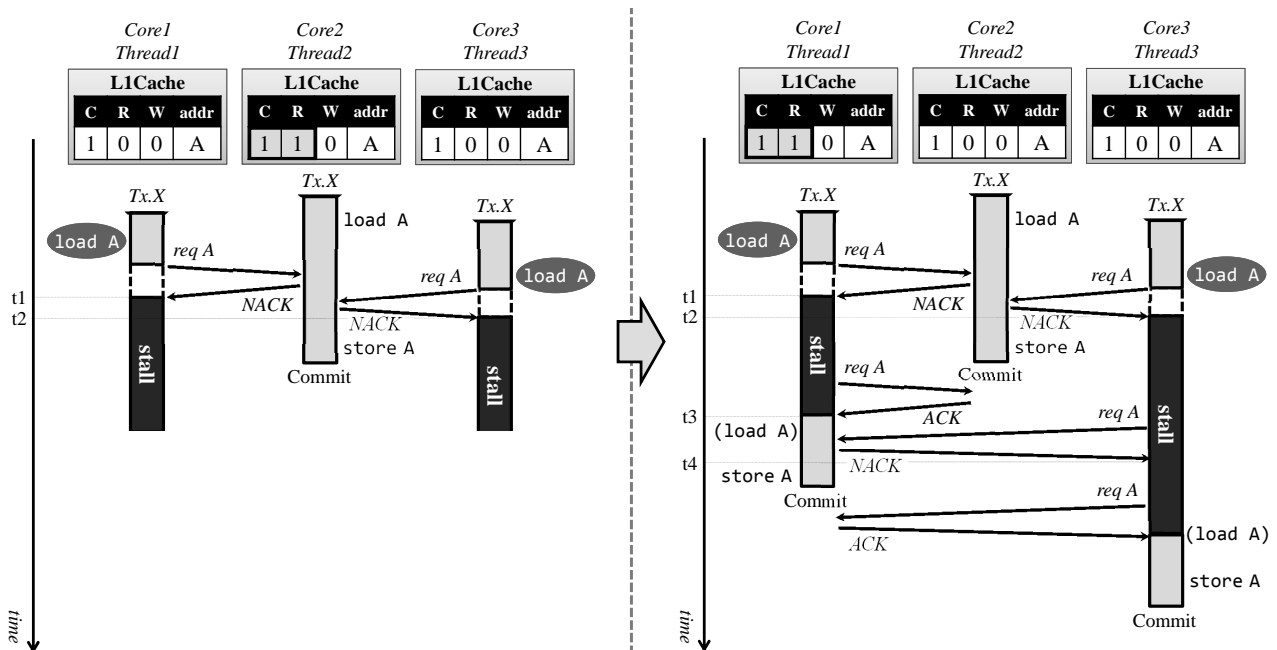 Core1
Thread1
Core2
Thread2
Core3
Thread3
L1Cache
C R W addr
1 0 0 A
L1Cache
C R W addr
1 1 0 A
L1Cache
C R W addr
1 0 0 A
Tx.X
Tx.X
Tx.X
load A
load A
req A
req A
load A
t1
NACK
t2
NACK
store A
stall
stall
Commit
time
Core1
Thread1
Core2
Thread2
Core3
Thread3
L1Cache
C R W addr
1 1 0 A
L1Cache
C R W addr
1 0 0 A
L1Cache
C R W addr
1 0 0 A
Tx.X
Tx.X
Tx.X
load A
load A
req A
req A
load A
t1
NACK
t2
NACK
store A
stall
Commit
req A
t3
ACK
req A
stall
(load A)
t4
NACK
store A
req A
Commit
ACK
(load A)
store A
Commit
time